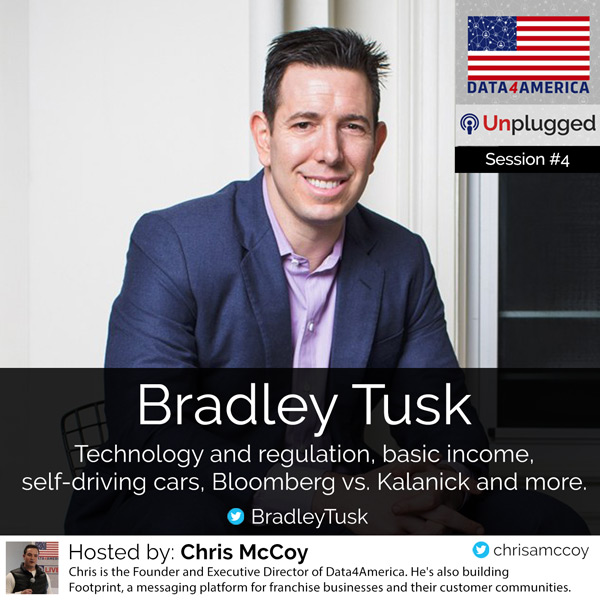 DATA4AMERICA
Unplugged
Session #4
Bradley Tusk
Technology and regulation, basic income,
self-driving cars, Bloomberg vs. Kalanick and more.
BradleyTusk
Hosted by: Chris McCoy
chrisamccoy
Chris is the Founder and Executive Director of Data4America. He's also building
Footprint, a messaging platform for franchise businesses and their customer communities.
LIVE